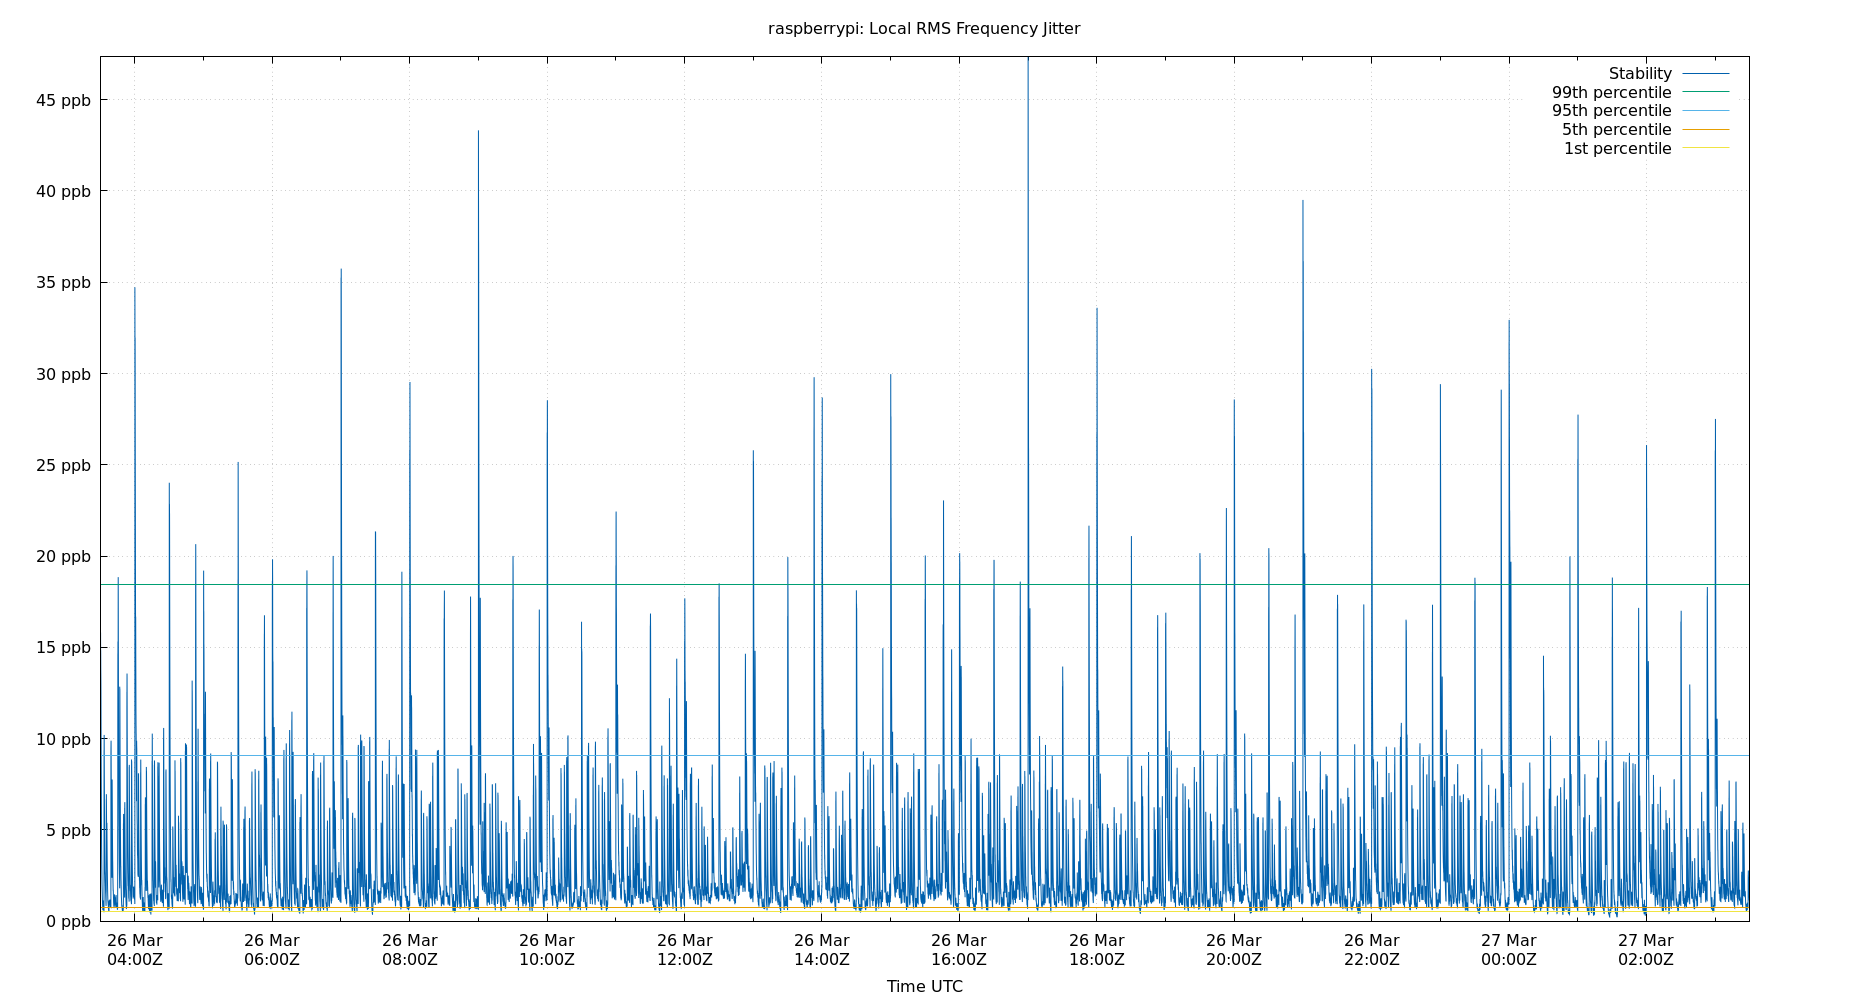 raspberrypi: Local RMS Frequency Jitter
Stability
99th percentile
95th percentile
5th percentile
1st percentile
45 ppb
40 ppb
35 ppb
30 ppb
25 ppb
20 ppb
15 ppb
10 ppb
5 ppb
0 ppb
26 Mar 26 Mar 26 Mar 26 Mar 26 Mar 26 Mar 26 Mar 26 Mar 26 Mar 26 Mar 27 Mar 27 Mar
04:00Z 06:00Z 08:00Z 10:00Z 12:00Z 14:00Z 16:00Z 18:00Z 20:00Z 22:00Z 00:00Z 02:00Z
Time UTC